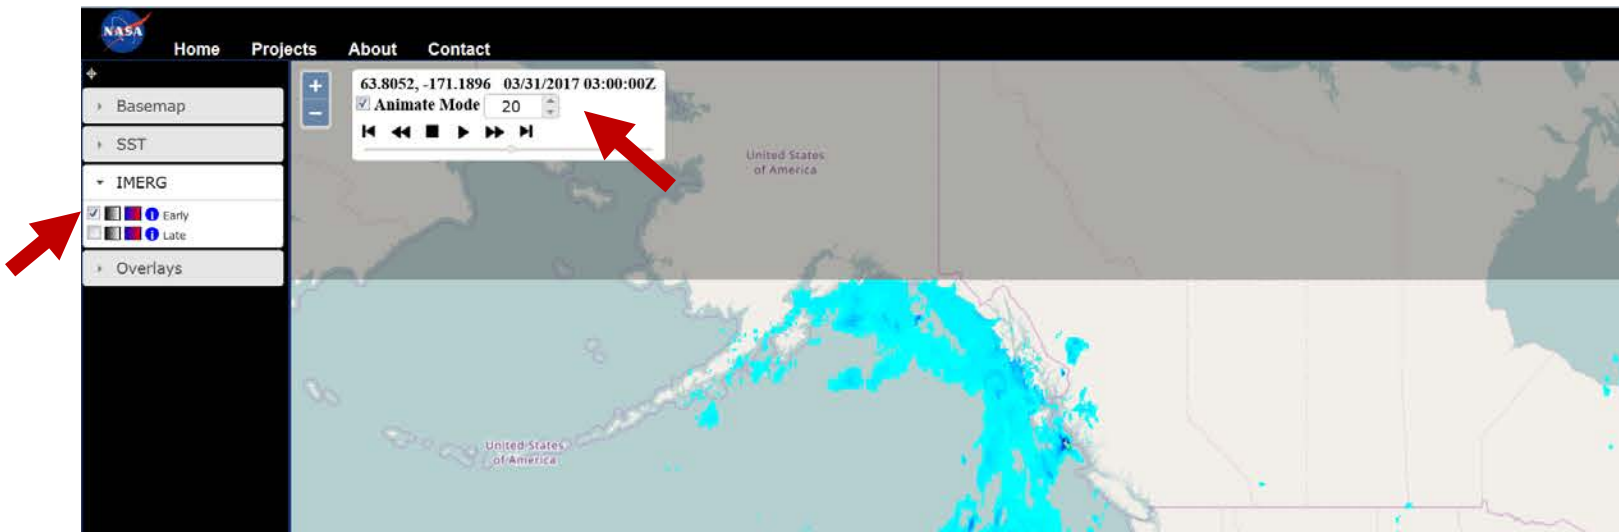 NASA
Home Projects About Contact
Basemap
SST
IMERG
Early
Late
Overlays
63.8052, -171.1896 03/31/2017 03:00:00Z
Animate Mode 20
United States
of America
United States
of America